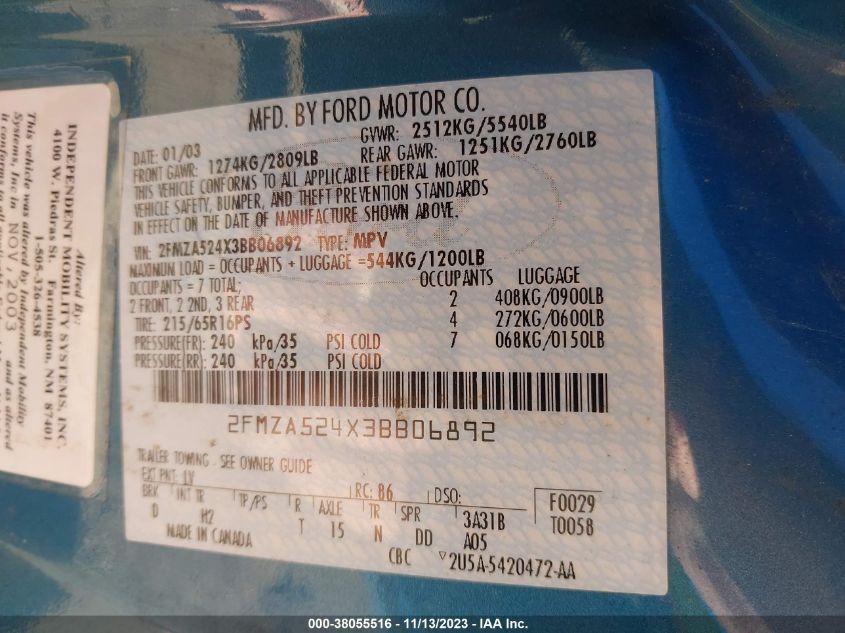 MFD. BY FORD MOTOR CO.
DATE: 01/03 GVWR: 2512KG/5540LB
FRONT GAWR: 1274KG/2809LB REAR GAWR: 1251KG/2760LB
THIS VEHICLE CONFORMS TO ALL APPLICABLE FEDERAL MOTOR
VEHICLE SAFETY, BUMPER, AND THEFT PREVENTION STANDARDS
IN EFFECT ON THE DATE OF MANUFACTURE SHOWN ABOVE.
VIN: 2FMZA524X3BB06892 TYPE: MPV
MAXIMUM LOAD = OCCUPANTS + LUGGAGE =544KG/1200LB
OCCUPANTS = 7 TOTAL; OCCUPANTS LUGGAGE
2 FRONT, 2 2ND, 3 REAR 2 408KG/0900LB
TIRE: 215/65R16PS 4 272KG/0600LB
PRESSURE(FR): 240 kPa/35 PSI COLD 7 068KG/0150LB
PRESSURE(RR): 240 kPa/35 PSI COLD
2FMZA524X3BB06892
TRAILER TOWING - SEE OWNER GUIDE
EXT PNT: LV RC: 86 DSO: F0029
BRK INT TR TP/PS R AXLE TR SPR 3A31B T0058
D H2 T 15 N DD A05
MADE IN CANADA CBC ▽2U5A-5420472-AA
Altered By:
INDEPENDENT MOBILITY SYSTEMS, INC.
4100 W. Piedras St. Farmington, NM 87401
1-505-326-4538
This vehicle was altered by Independent Mobility
Systems, Inc in NOV, 2003 and as altered
000-38055516 - 11/13/2023 - IAA Inc.